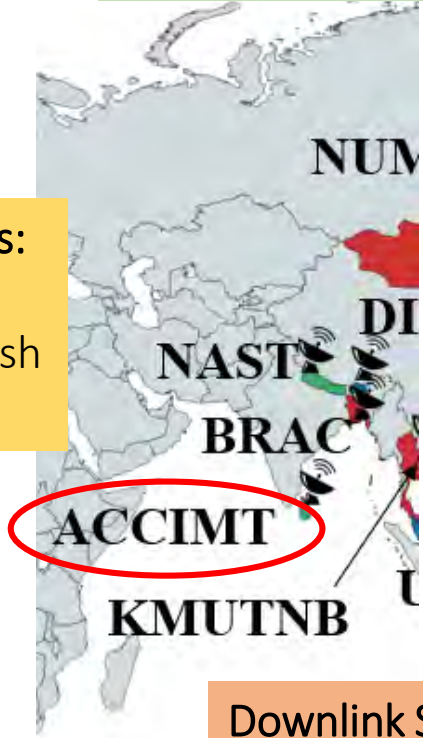 NUM
s:
DI
sh
NAST
BRAC
ACCIMT
U
KMUTNB
Downlink S